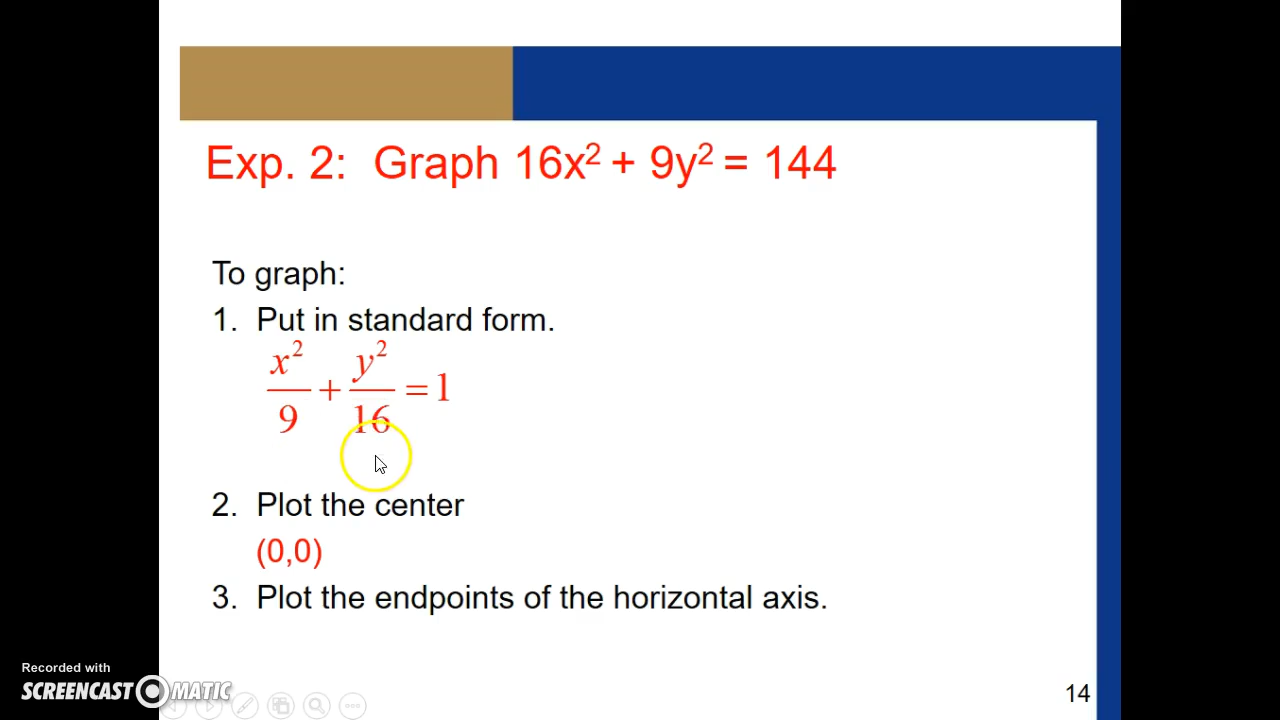 Exp. 2: Graph 16x² + 9y² = 144
To graph:
1. Put in standard form.
x²/9 + y²/16 = 1
2. Plot the center
(0,0)
3. Plot the endpoints of the horizontal axis.
14
Recorded with
SCREENCAST-O-MATIC